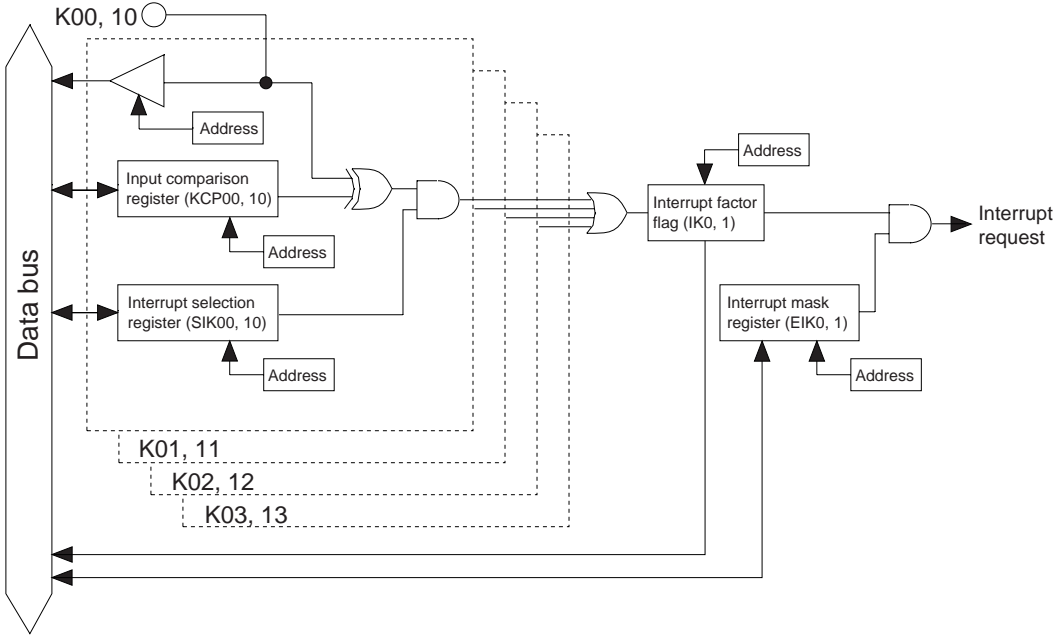 K00, 10
Address
Input comparison
register (KCP00, 10)
Address
Interrupt selection
register (SIK00, 10)
Address
Data bus
K01, 11
K02, 12
K03, 13
Address
Interrupt factor
flag (IK0, 1)
Interrupt
request
Interrupt mask
register (EIK0, 1)
Address